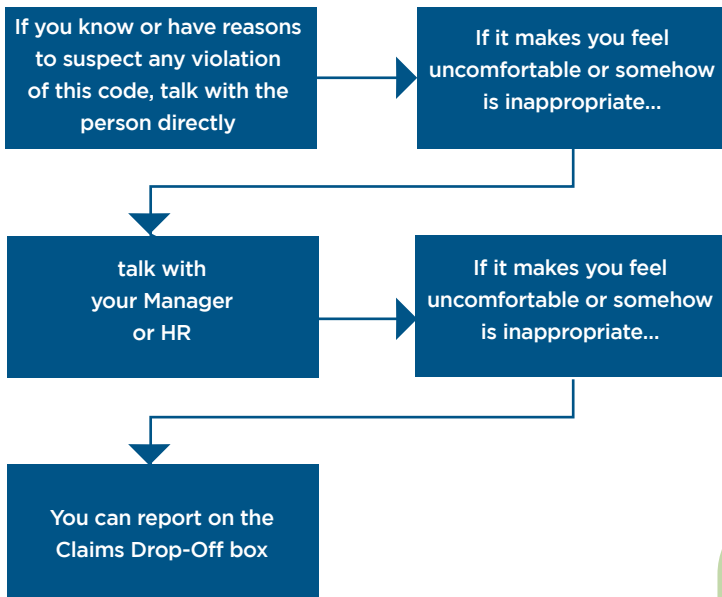 If you know or have reasons
to suspect any violation
of this code, talk with the
person directly
If it makes you feel
uncomfortable or somehow
is inappropriate...
talk with
your Manager
or HR
If it makes you feel
uncomfortable or somehow
is inappropriate...
You can report on the
Claims Drop-Off box